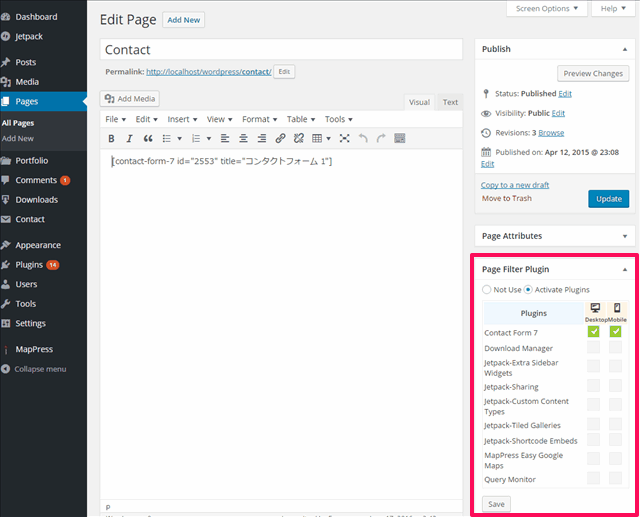 Screen Options
Help
Dashboard
Jetpack
Posts
Media
Pages
All Pages
Add New
Portfolio
Comments 1
Downloads
Contact
Appearance
Plugins 14
Users
Tools
Settings
MapPress
Collapse menu
Edit Page
Add New
Contact
Permalink: http://localhost/wordpress/contact/ Edit
Add Media
Visual
Text
File Edit Insert View Format Table Tools
[contact-form-7 id="2553" title="コンタクトフォーム 1"]
p
Publish
Preview Changes
Status: Published Edit
Visibility: Public Edit
Revisions: 3 Browse
Published on: Apr 12, 2015 @ 23:08
Edit
Copy to a new draft
Move to Trash
Update
Page Attributes
Page Filter Plugin
Not Use Activate Plugins
Plugins Desktop Mobile
Contact Form 7
Download Manager
Jetpack-Extra Sidebar
Widgets
Jetpack-Sharing
Jetpack-Custom Content
Types
Jetpack-Tiled Galleries
Jetpack-Shortcode Embeds
MapPress Easy Google
Maps
Query Monitor
Save